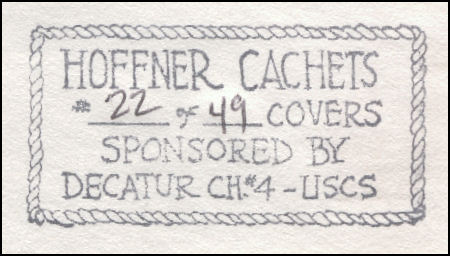 HOFFNER CACHETS
# 22 of 49 COVERS
SPONSORED BY
DECATUR CH.#4 - USCS